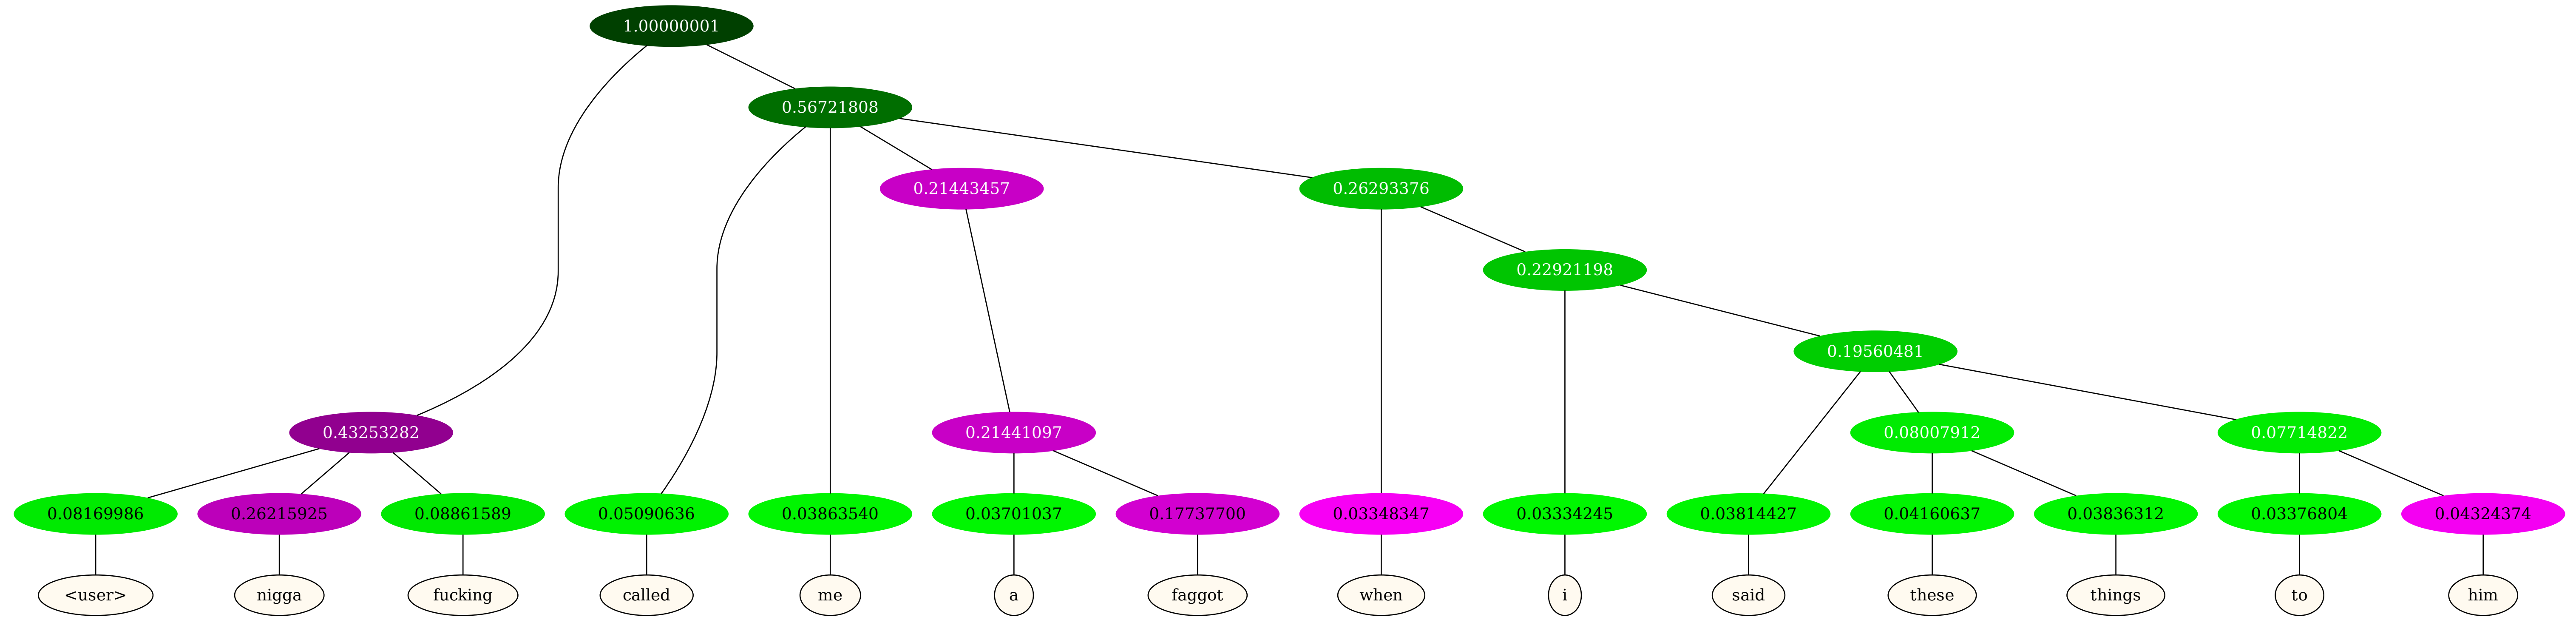 1.00000001
0.56721808
0.21443457 0.26293376
0.22921198
0.19560481
0.43253282 0.21441097 0.08007912 0.07714822
0.08169986 0.26215925 0.08861589 0.05090636 0.03863540 0.03701037 0.17737700 0.03348347 0.03334245 0.03814427 0.04160637 0.03836312 0.03376804 0.04324374
<user> nigga fucking called me a faggot when i said these things to him